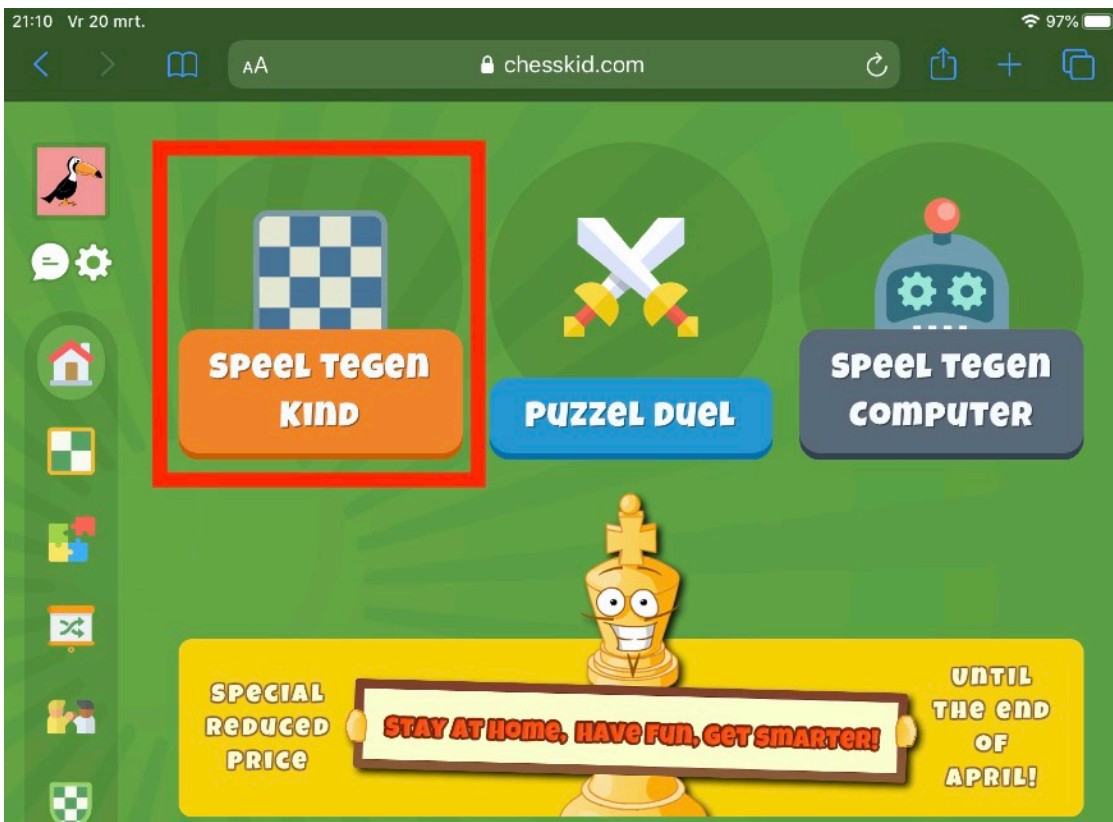 21:10 Vr 20 mrt.
97%
AA
chesskid.com
SPEEL TEGEN
KIND
PUZZEL DUEL
SPEEL TEGEN
COMPUTER
SPECIAL
REDUCED
PRICE
STAY AT HOME, HAVE FUN, GET SMARTER!
UNTIL
THE END
OF
APRIL!